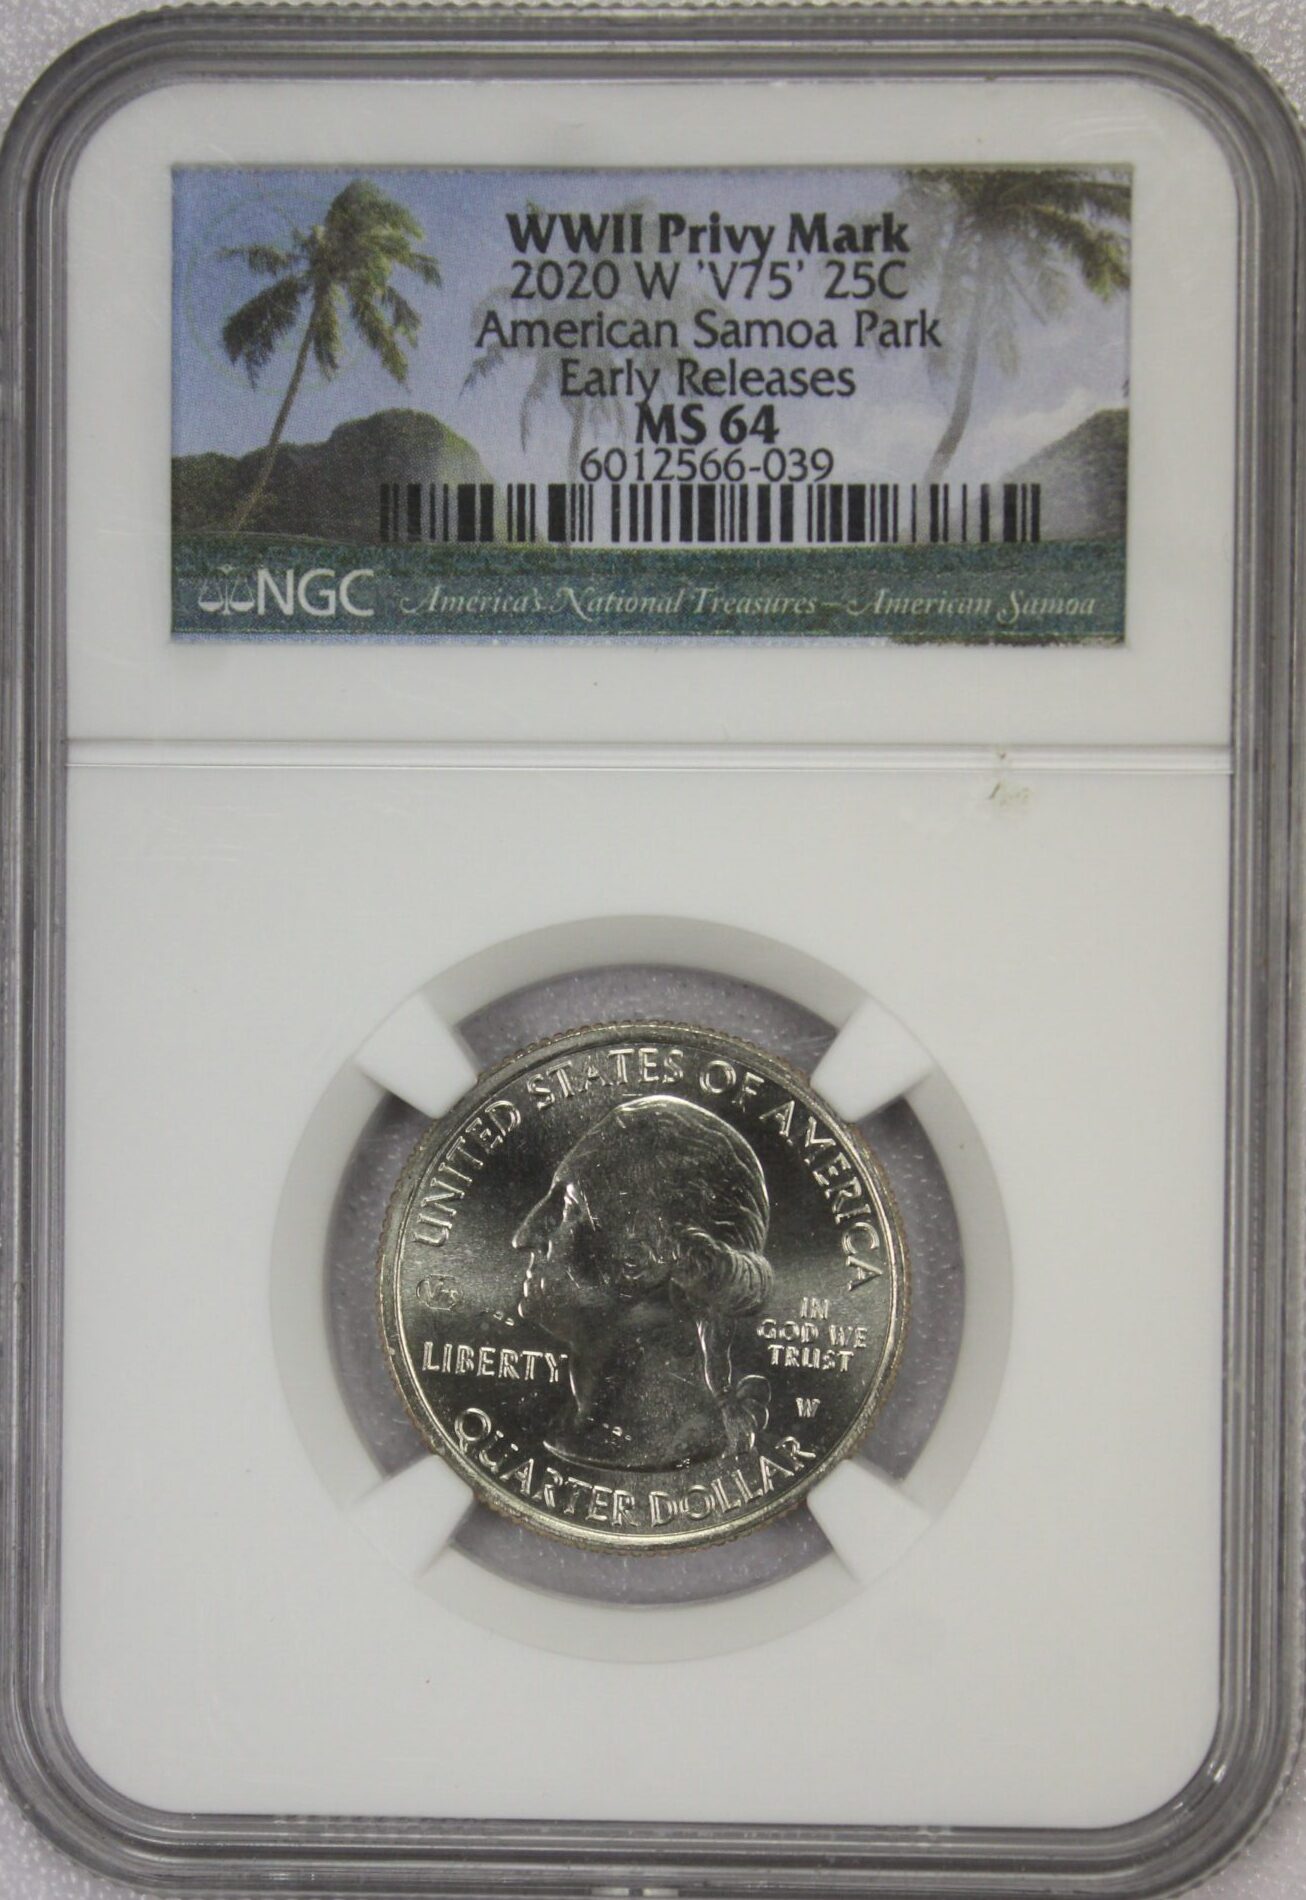 WWII Privy Mark
2020 W 'V75' 25C
American Samoa Park
Early Releases
MS 64
6012566-039
NGC America's National Treasures – American Samoa
UNITED STATES OF AMERICA
V75
LIBERTY
IN
GOD WE
TRUST
W
QUARTER DOLLAR